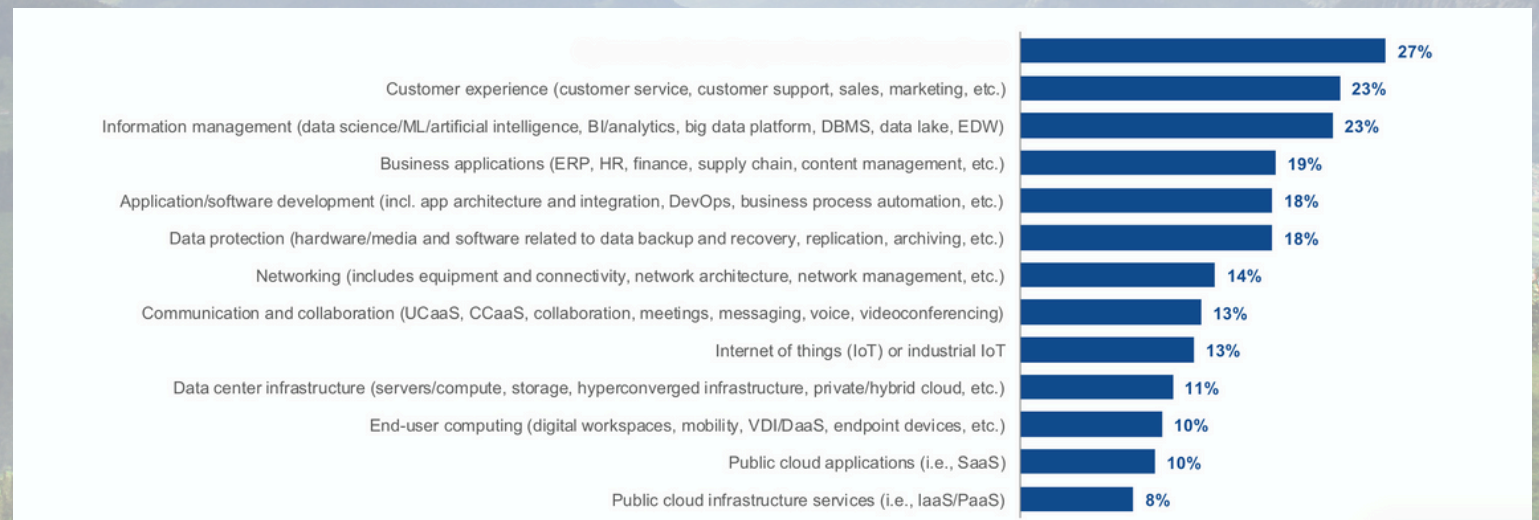 27%
Customer experience (customer service, customer support, sales, marketing, etc.) 23%
Information management (data science/ML/artificial intelligence, BI/analytics, big data platform, DBMS, data lake, EDW) 23%
Business applications (ERP, HR, finance, supply chain, content management, etc.) 19%
Application/software development (incl. app architecture and integration, DevOps, business process automation, etc.) 18%
Data protection (hardware/media and software related to data backup and recovery, replication, archiving, etc.) 18%
Networking (includes equipment and connectivity, network architecture, network management, etc.) 14%
Communication and collaboration (UCaaS, CCaaS, collaboration, meetings, messaging, voice, videoconferencing) 13%
Internet of things (IoT) or industrial IoT 13%
Data center infrastructure (servers/compute, storage, hyperconverged infrastructure, private/hybrid cloud, etc.) 11%
End-user computing (digital workspaces, mobility, VDI/DaaS, endpoint devices, etc.) 10%
Public cloud applications (i.e., SaaS) 10%
Public cloud infrastructure services (i.e., IaaS/PaaS) 8%